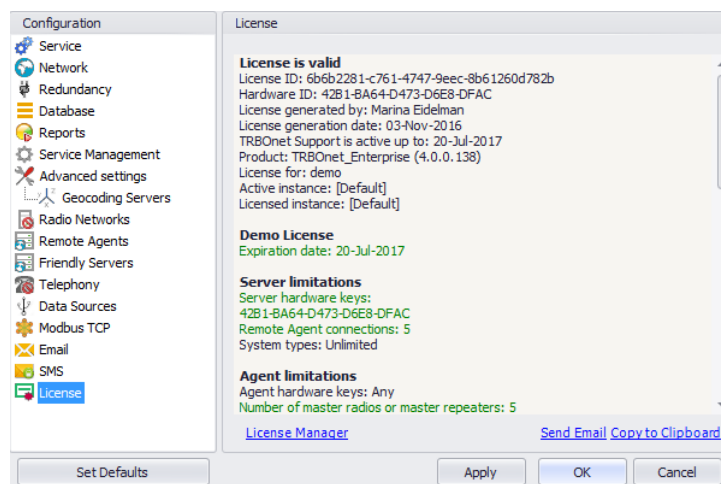 Configuration
Service
Network
Redundancy
Database
Reports
Service Management
Advanced settings
Geocoding Servers
Radio Networks
Remote Agents
Friendly Servers
Telephony
Data Sources
Modbus TCP
Email
SMS
License
License
License is valid
License ID: 6b6b2281-c761-4747-9eec-8b61260d782b
Hardware ID: 42B1-BA64-D473-D6E8-DFAC
License generated by: Marina Eidelman
License generation date: 03-Nov-2016
TRBOnet Support is active up to: 20-Jul-2017
Product: TRBOnet_Enterprise (4.0.0.138)
License for: demo
Active instance: [Default]
Licensed instance: [Default]
Demo License
Expiration date: 20-Jul-2017
Server limitations
Server hardware keys:
42B1-BA64-D473-D6E8-DFAC
Remote Agent connections: 5
System types: Unlimited
Agent limitations
Agent hardware keys: Any
Number of master radios or master repeaters: 5
License Manager
Send Email Copy to Clipboard
Set Defaults
Apply
OK
Cancel